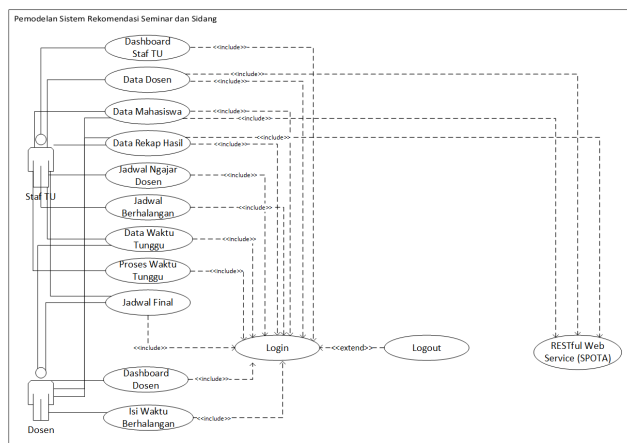 Pemodelan Sistem Rekomendasi Seminar dan Sidang
Dashboard
Staf TU
<<include>>
Data Dosen
<<include>>
Data Mahasiswa
<<include>>
<<include>>
Data Rekap Hasil
<<include>>
<<include>>
Jadwal Ngajar
Dosen
<<include>>
Staf TU
Jadwal
Berhalangan
<<include>>
Data Waktu
Tunggu
<<include>>
Proses Waktu
Tunggu
<<include>>
Jadwal Final
<<include>>
Login
<<extend>>
Logout
RESTful Web
Service (SPOTA)
Dashboard
Dosen
<<include>>
Isi Waktu
Berhalangan
<<include>>
Dosen